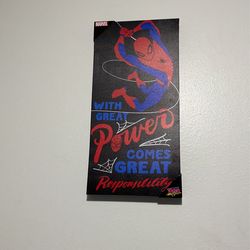 MARVEL
WITH
GREAT
Power
COMES
GREAT
Responsibility